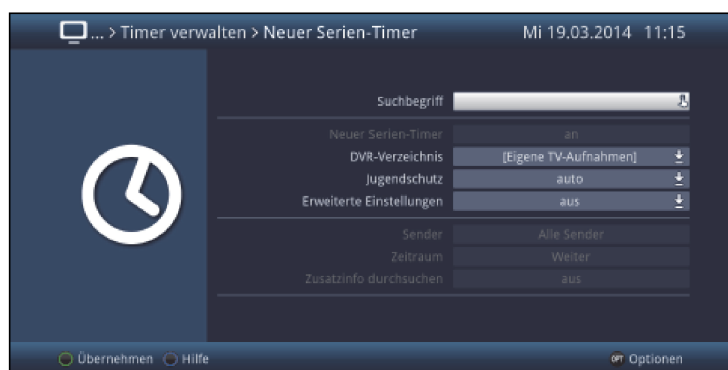 ... > Timer verwalten > Neuer Serien-Timer Mi 19.03.2014 11:15
Suchbegriff
Neuer Serien-Timer an
DVR-Verzeichnis [Eigene TV-Aufnahmen]
Jugendschutz auto
Erweiterte Einstellungen aus
Sender Alle Sender
Zeitraum Weiter
Zusatzinfo durchsuchen aus
Übernehmen Hilfe OPT Optionen